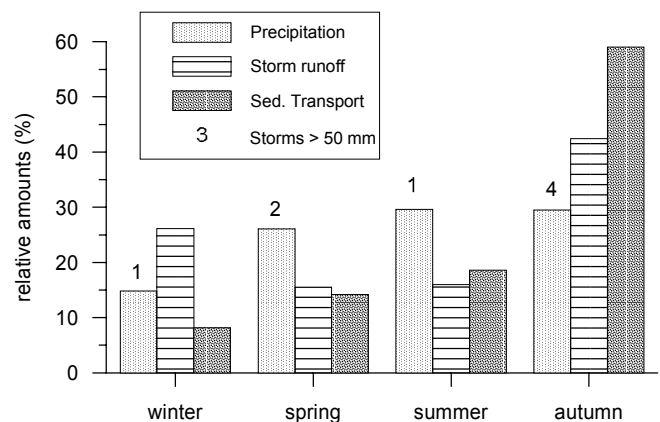 Precipitation
Storm runoff
Sed. Transport
3 Storms > 50 mm
relative amounts (%)
60
50
40
30
20
10
0
1
2
1
4
winter spring summer autumn